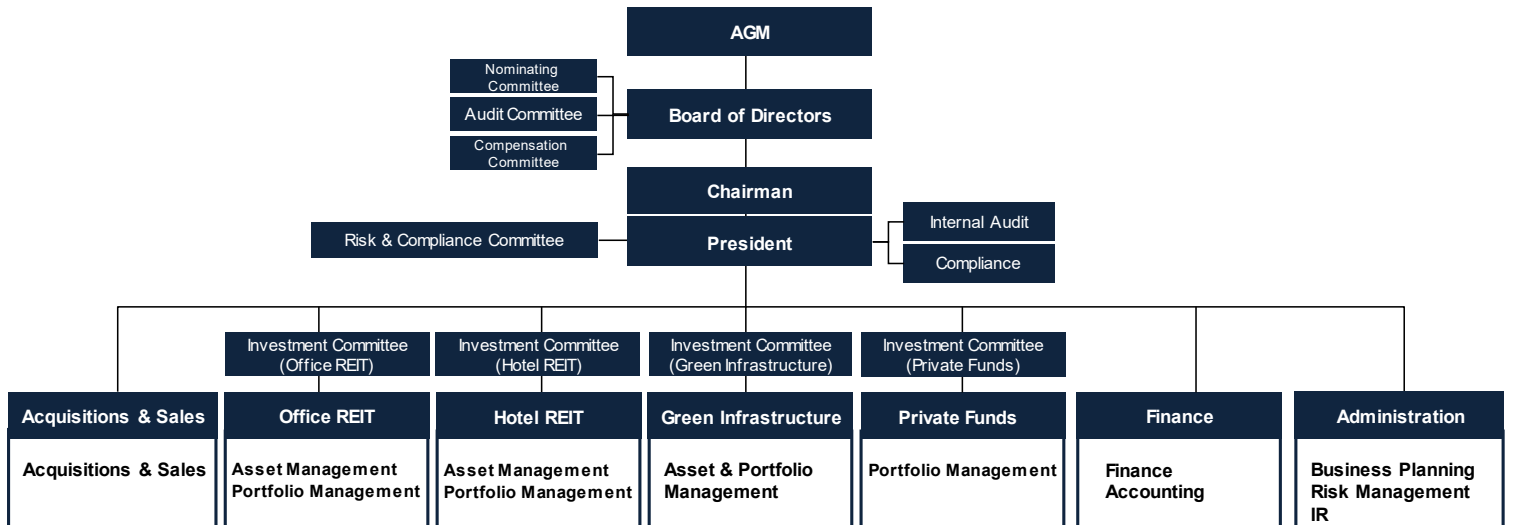 AGM
Nominating
Committee
Audit Committee
Board of Directors
Compensation
Committee
Chairman
Risk & Compliance Committee
President
Internal Audit
Compliance
Investment Committee
(Office REIT)
Investment Committee
(Hotel REIT)
Investment Committee
(Green Infrastructure)
Investment Committee
(Private Funds)
Acquisitions & Sales
Office REIT
Hotel REIT
Green Infrastructure
Private Funds
Finance
Administration
Acquisitions & Sales
Asset Management
Portfolio Management
Asset Management
Portfolio Management
Asset & Portfolio
Management
Portfolio Management
Finance
Accounting
Business Planning
Risk Management
IR